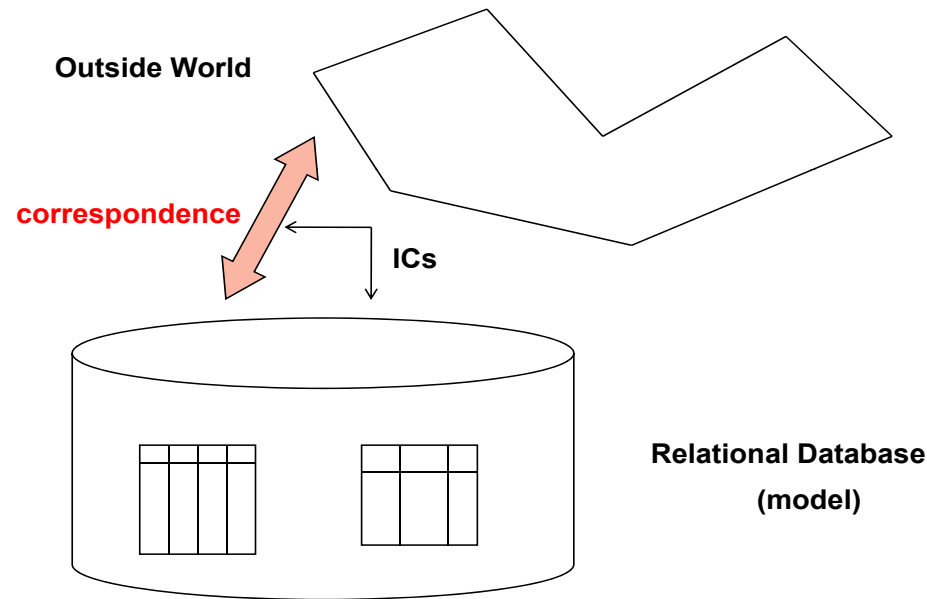 Outside World
correspondence
ICs
Relational Database
(model)